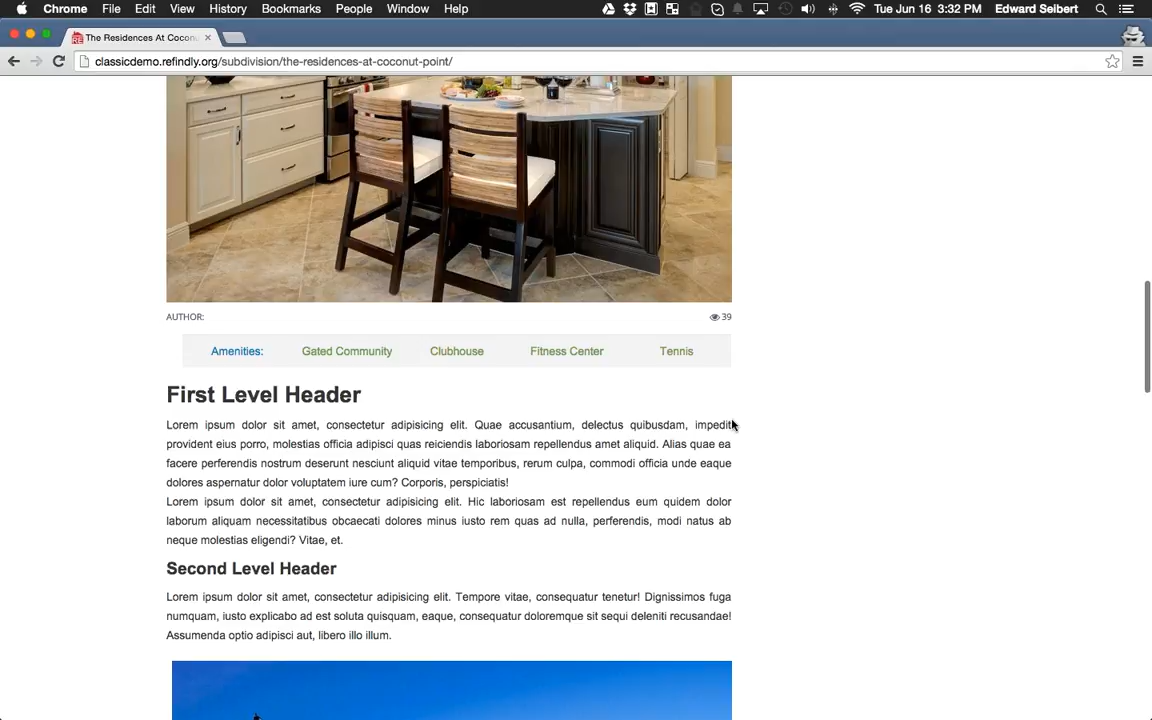 Chrome File Edit View History Bookmarks People Window Help Tue Jun 16 3:32 PM Edward Seibert
The Residences At Coconu
classicdemo.refindly.org/subdivision/the-residences-at-coconut-point/
AUTHOR: 39
Amenities: Gated Community Clubhouse Fitness Center Tennis
First Level Header
Lorem ipsum dolor sit amet, consectetur adipisicing elit. Quae accusantium, delectus quibusdam, impedit
provident eius porro, molestias officia adipisci quas reiciendis laboriosam repellendus amet aliquid. Alias quae ea
facere perferendis nostrum deserunt nesciunt aliquid vitae temporibus, rerum culpa, commodi officia unde eaque
dolores aspernatur dolor voluptatem iure cum? Corporis, perspiciatis!
Lorem ipsum dolor sit amet, consectetur adipisicing elit. Hic laboriosam est repellendus eum quidem dolor
laborum aliquam necessitatibus obcaecati dolores minus iusto rem quas ad nulla, perferendis, modi natus ab
neque molestias eligendi? Vitae, et.
Second Level Header
Lorem ipsum dolor sit amet, consectetur adipisicing elit. Tempore vitae, consequatur tenetur! Dignissimos fuga
numquam, iusto explicabo ad est soluta quisquam, eaque, consequatur doloremque sit sequi deleniti recusandae!
Assumenda optio adipisci aut, libero illo illum.